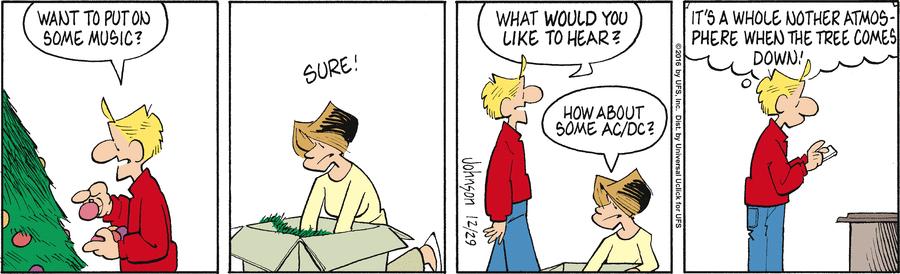 WANT TO PUT ON
SOME MUSIC?
SURE!
WHAT WOULD YOU
LIKE TO HEAR?
HOW ABOUT
SOME AC/DC?
Johnson 12/29
©2016 by UFS, Inc. Dist. by Universal Uclick for UFS
IT'S A WHOLE NOTHER ATMOS-
PHERE WHEN THE TREE COMES
DOWN!